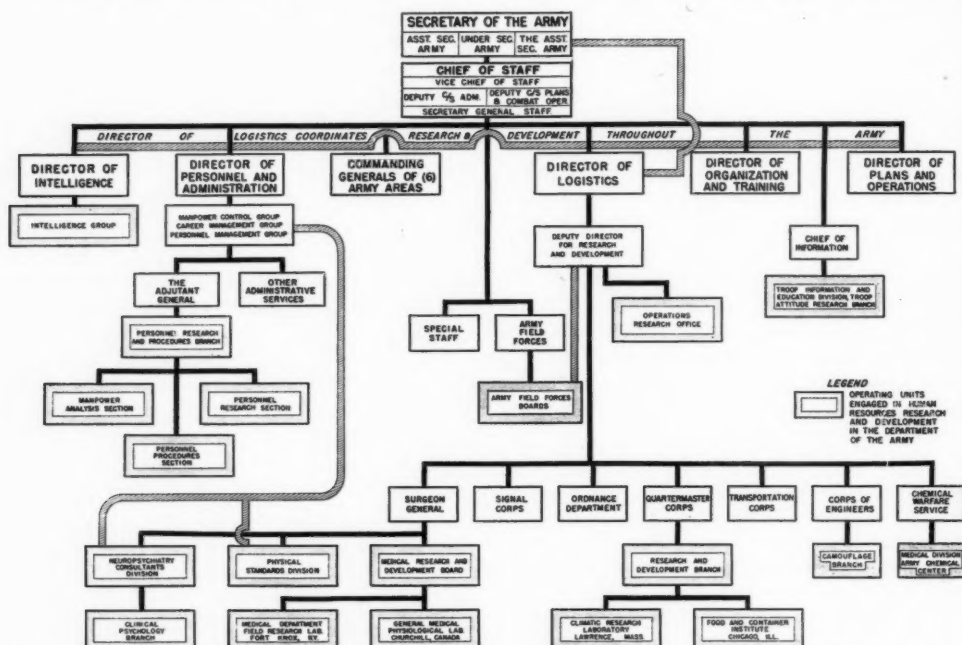 SECRETARY OF THE ARMY
ASST. SEC. ARMY
UNDER SEC. ARMY
THE ASST. SEC. ARMY
CHIEF OF STAFF
VICE CHIEF OF STAFF
DEPUTY C/S ADM.
DEPUTY C/S PLANS & COMBAT OPER.
SECRETARY GENERAL STAFF
DIRECTOR OF LOGISTICS COORDINATES RESEARCH & DEVELOPMENT THROUGHOUT THE ARMY
DIRECTOR OF
INTELLIGENCE
DIRECTOR OF
PERSONNEL AND
ADMINISTRATION
COMMANDING
GENERALS OF (6)
ARMY AREAS
DIRECTOR OF
LOGISTICS
DIRECTOR OF
ORGANIZATION
AND TRAINING
DIRECTOR OF
PLANS AND
OPERATIONS
INTELLIGENCE GROUP
MANPOWER CONTROL GROUP
CAREER MANAGEMENT GROUP
PERSONNEL MANAGEMENT GROUP
DEPUTY DIRECTOR
FOR RESEARCH
AND DEVELOPMENT
CHIEF OF
INFORMATION
THE
ADJUTANT
GENERAL
OTHER
ADMINISTRATIVE
SERVICES
TROOP INFORMATION AND
EDUCATION DIVISION, TROOP
ATTITUDE RESEARCH BRANCH
SPECIAL
STAFF
ARMY
FIELD
FORCES
OPERATIONS
RESEARCH OFFICE
PERSONNEL RESEARCH
AND PROCEDURES BRANCH
MANPOWER
ANALYSIS SECTION
PERSONNEL
RESEARCH SECTION
ARMY FIELD FORCES
BOARDS
PERSONNEL
PROCEDURES
SECTION
LEGEND
OPERATING UNITS
ENGAGED IN HUMAN
RESOURCES RESEARCH
AND DEVELOPMENT
IN THE DEPARTMENT
OF THE ARMY
SURGEON
GENERAL
SIGNAL
CORPS
ORDNANCE
DEPARTMENT
QUARTERMASTER
CORPS
TRANSPORTATION
CORPS
CORPS OF
ENGINEERS
CHEMICAL
WARFARE
SERVICE
NEUROPSYCHIATRY
CONSULTANTS
DIVISION
PHYSICAL
STANDARDS DIVISION
MEDICAL RESEARCH AND
DEVELOPMENT BOARD
RESEARCH AND
DEVELOPMENT BRANCH
CAMOUFLAGE
BRANCH
MEDICAL DIVISION
ARMY CHEMICAL
CENTER
CLINICAL
PSYCHOLOGY
BRANCH
MEDICAL DEPARTMENT
FIELD RESEARCH LAB.
FORT KNOX, KY.
GENERAL MEDICAL
PHYSIOLOGICAL LAB.
CHURCHILL, CANADA
CLIMATIC RESEARCH
LABORATORY
LAWRENCE, MASS.
FOOD AND CONTAINER
INSTITUTE
CHICAGO, ILL.